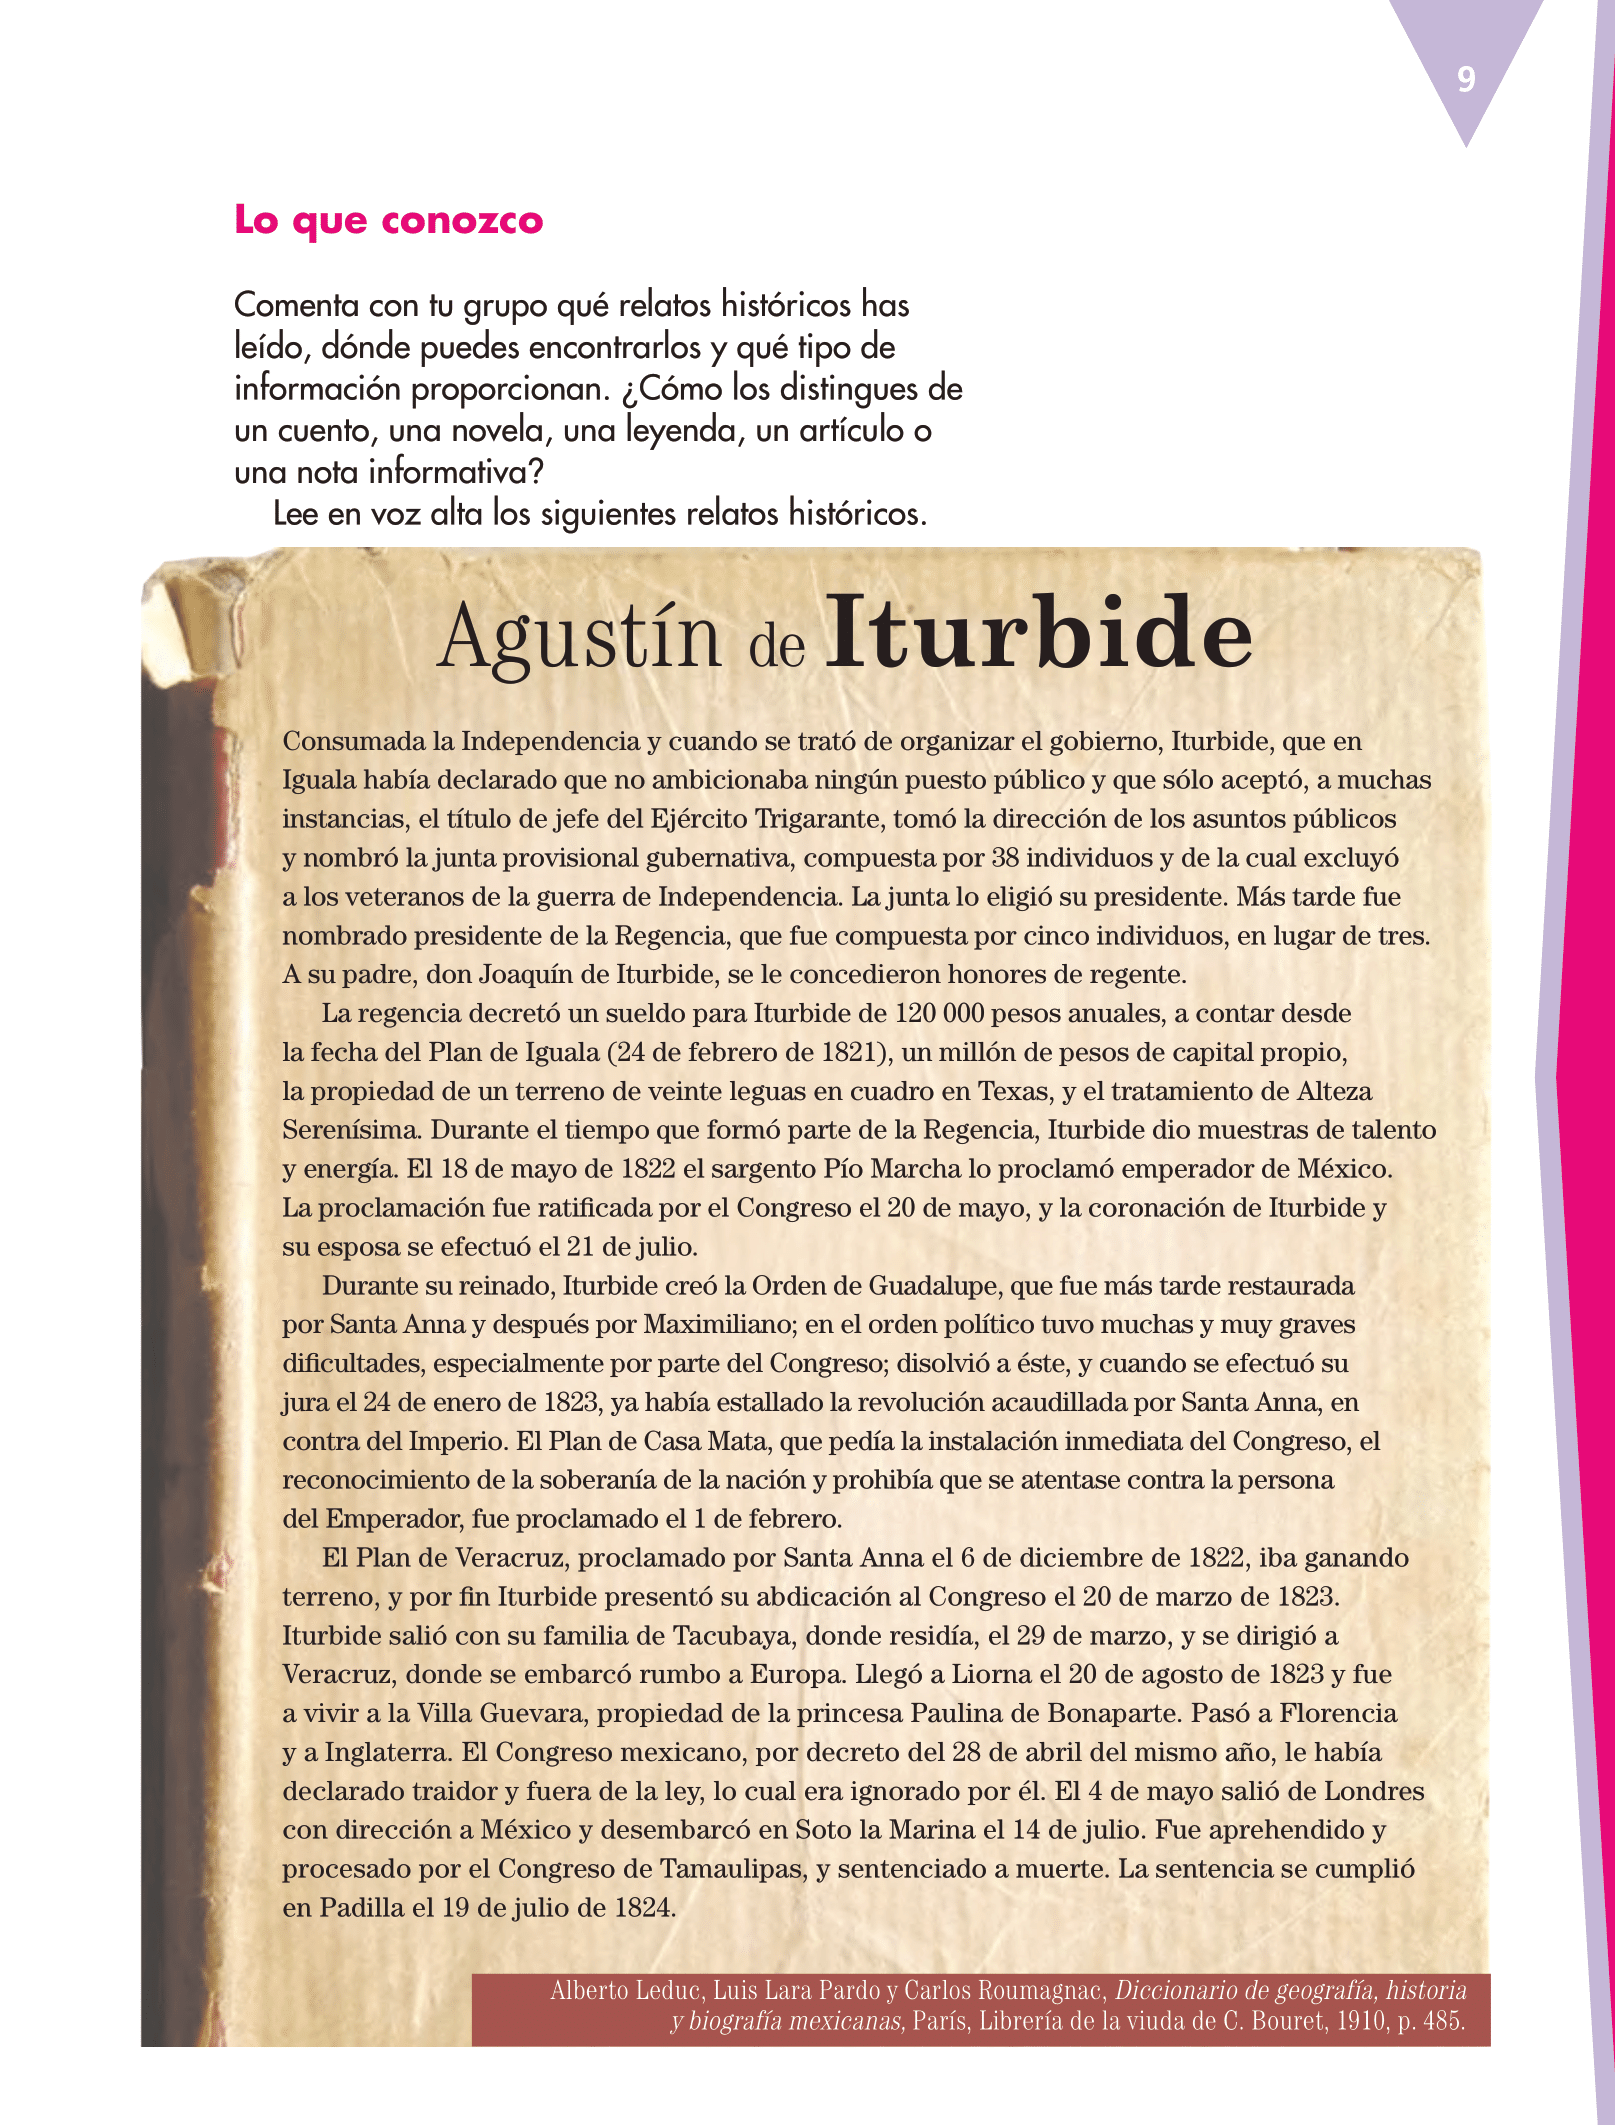 9
Lo que conozco
Comenta con tu grupo qué relatos históricos has
leído, dónde puedes encontrarlos y qué tipo de
información proporcionan. ¿Cómo los distingues de
un cuento, una novela, una leyenda, un artículo o
una nota informativa?
Lee en voz alta los siguientes relatos históricos.
Agustín de Iturbide
Consumada la Independencia y cuando se trató de organizar el gobierno, Iturbide, que en
Iguala había declarado que no ambicionaba ningún puesto público y que sólo aceptó, a muchas
instancias, el título de jefe del Ejército Trigarante, tomó la dirección de los asuntos públicos
y nombró la junta provisional gubernativa, compuesta por 38 individuos y de la cual excluyó
a los veteranos de la guerra de Independencia. La junta lo eligió su presidente. Más tarde fue
nombrado presidente de la Regencia, que fue compuesta por cinco individuos, en lugar de tres.
A su padre, don Joaquín de Iturbide, se le concedieron honores de regente.
La regencia decretó un sueldo para Iturbide de 120 000 pesos anuales, a contar desde
la fecha del Plan de Iguala (24 de febrero de 1821), un millón de pesos de capital propio,
la propiedad de un terreno de veinte leguas en cuadro en Texas, y el tratamiento de Alteza
Serenísima. Durante el tiempo que formó parte de la Regencia, Iturbide dio muestras de talento
y energía. El 18 de mayo de 1822 el sargento Pío Marcha lo proclamó emperador de México.
La proclamación fue ratificada por el Congreso el 20 de mayo, y la coronación de Iturbide y
su esposa se efectuó el 21 de julio.
Durante su reinado, Iturbide creó la Orden de Guadalupe, que fue más tarde restaurada
por Santa Anna y después por Maximiliano; en el orden político tuvo muchas y muy graves
dificultades, especialmente por parte del Congreso; disolvió a éste, y cuando se efectuó su
jura el 24 de enero de 1823, ya había estallado la revolución acaudillada por Santa Anna, en
contra del Imperio. El Plan de Casa Mata, que pedía la instalación inmediata del Congreso, el
reconocimiento de la soberanía de la nación y prohibía que se atentase contra la persona
del Emperador, fue proclamado el 1 de febrero.
El Plan de Veracruz, proclamado por Santa Anna el 6 de diciembre de 1822, iba ganando
terreno, y por fin Iturbide presentó su abdicación al Congreso el 20 de marzo de 1823.
Iturbide salió con su familia de Tacubaya, donde residía, el 29 de marzo, y se dirigió a
Veracruz, donde se embarcó rumbo a Europa. Llegó a Liorna el 20 de agosto de 1823 y fue
a vivir a la Villa Guevara, propiedad de la princesa Paulina de Bonaparte. Pasó a Florencia
y a Inglaterra. El Congreso mexicano, por decreto del 28 de abril del mismo año, le había
declarado traidor y fuera de la ley, lo cual era ignorado por él. El 4 de mayo salió de Londres
con dirección a México y desembarcó en Soto la Marina el 14 de julio. Fue aprehendido y
procesado por el Congreso de Tamaulipas, y sentenciado a muerte. La sentencia se cumplió
en Padilla el 19 de julio de 1824.
Alberto Leduc, Luis Lara Pardo y Carlos Roumagnac, Diccionario de geografía, historia
y biografía mexicanas, París, Librería de la viuda de C. Bouret, 1910, p. 485.